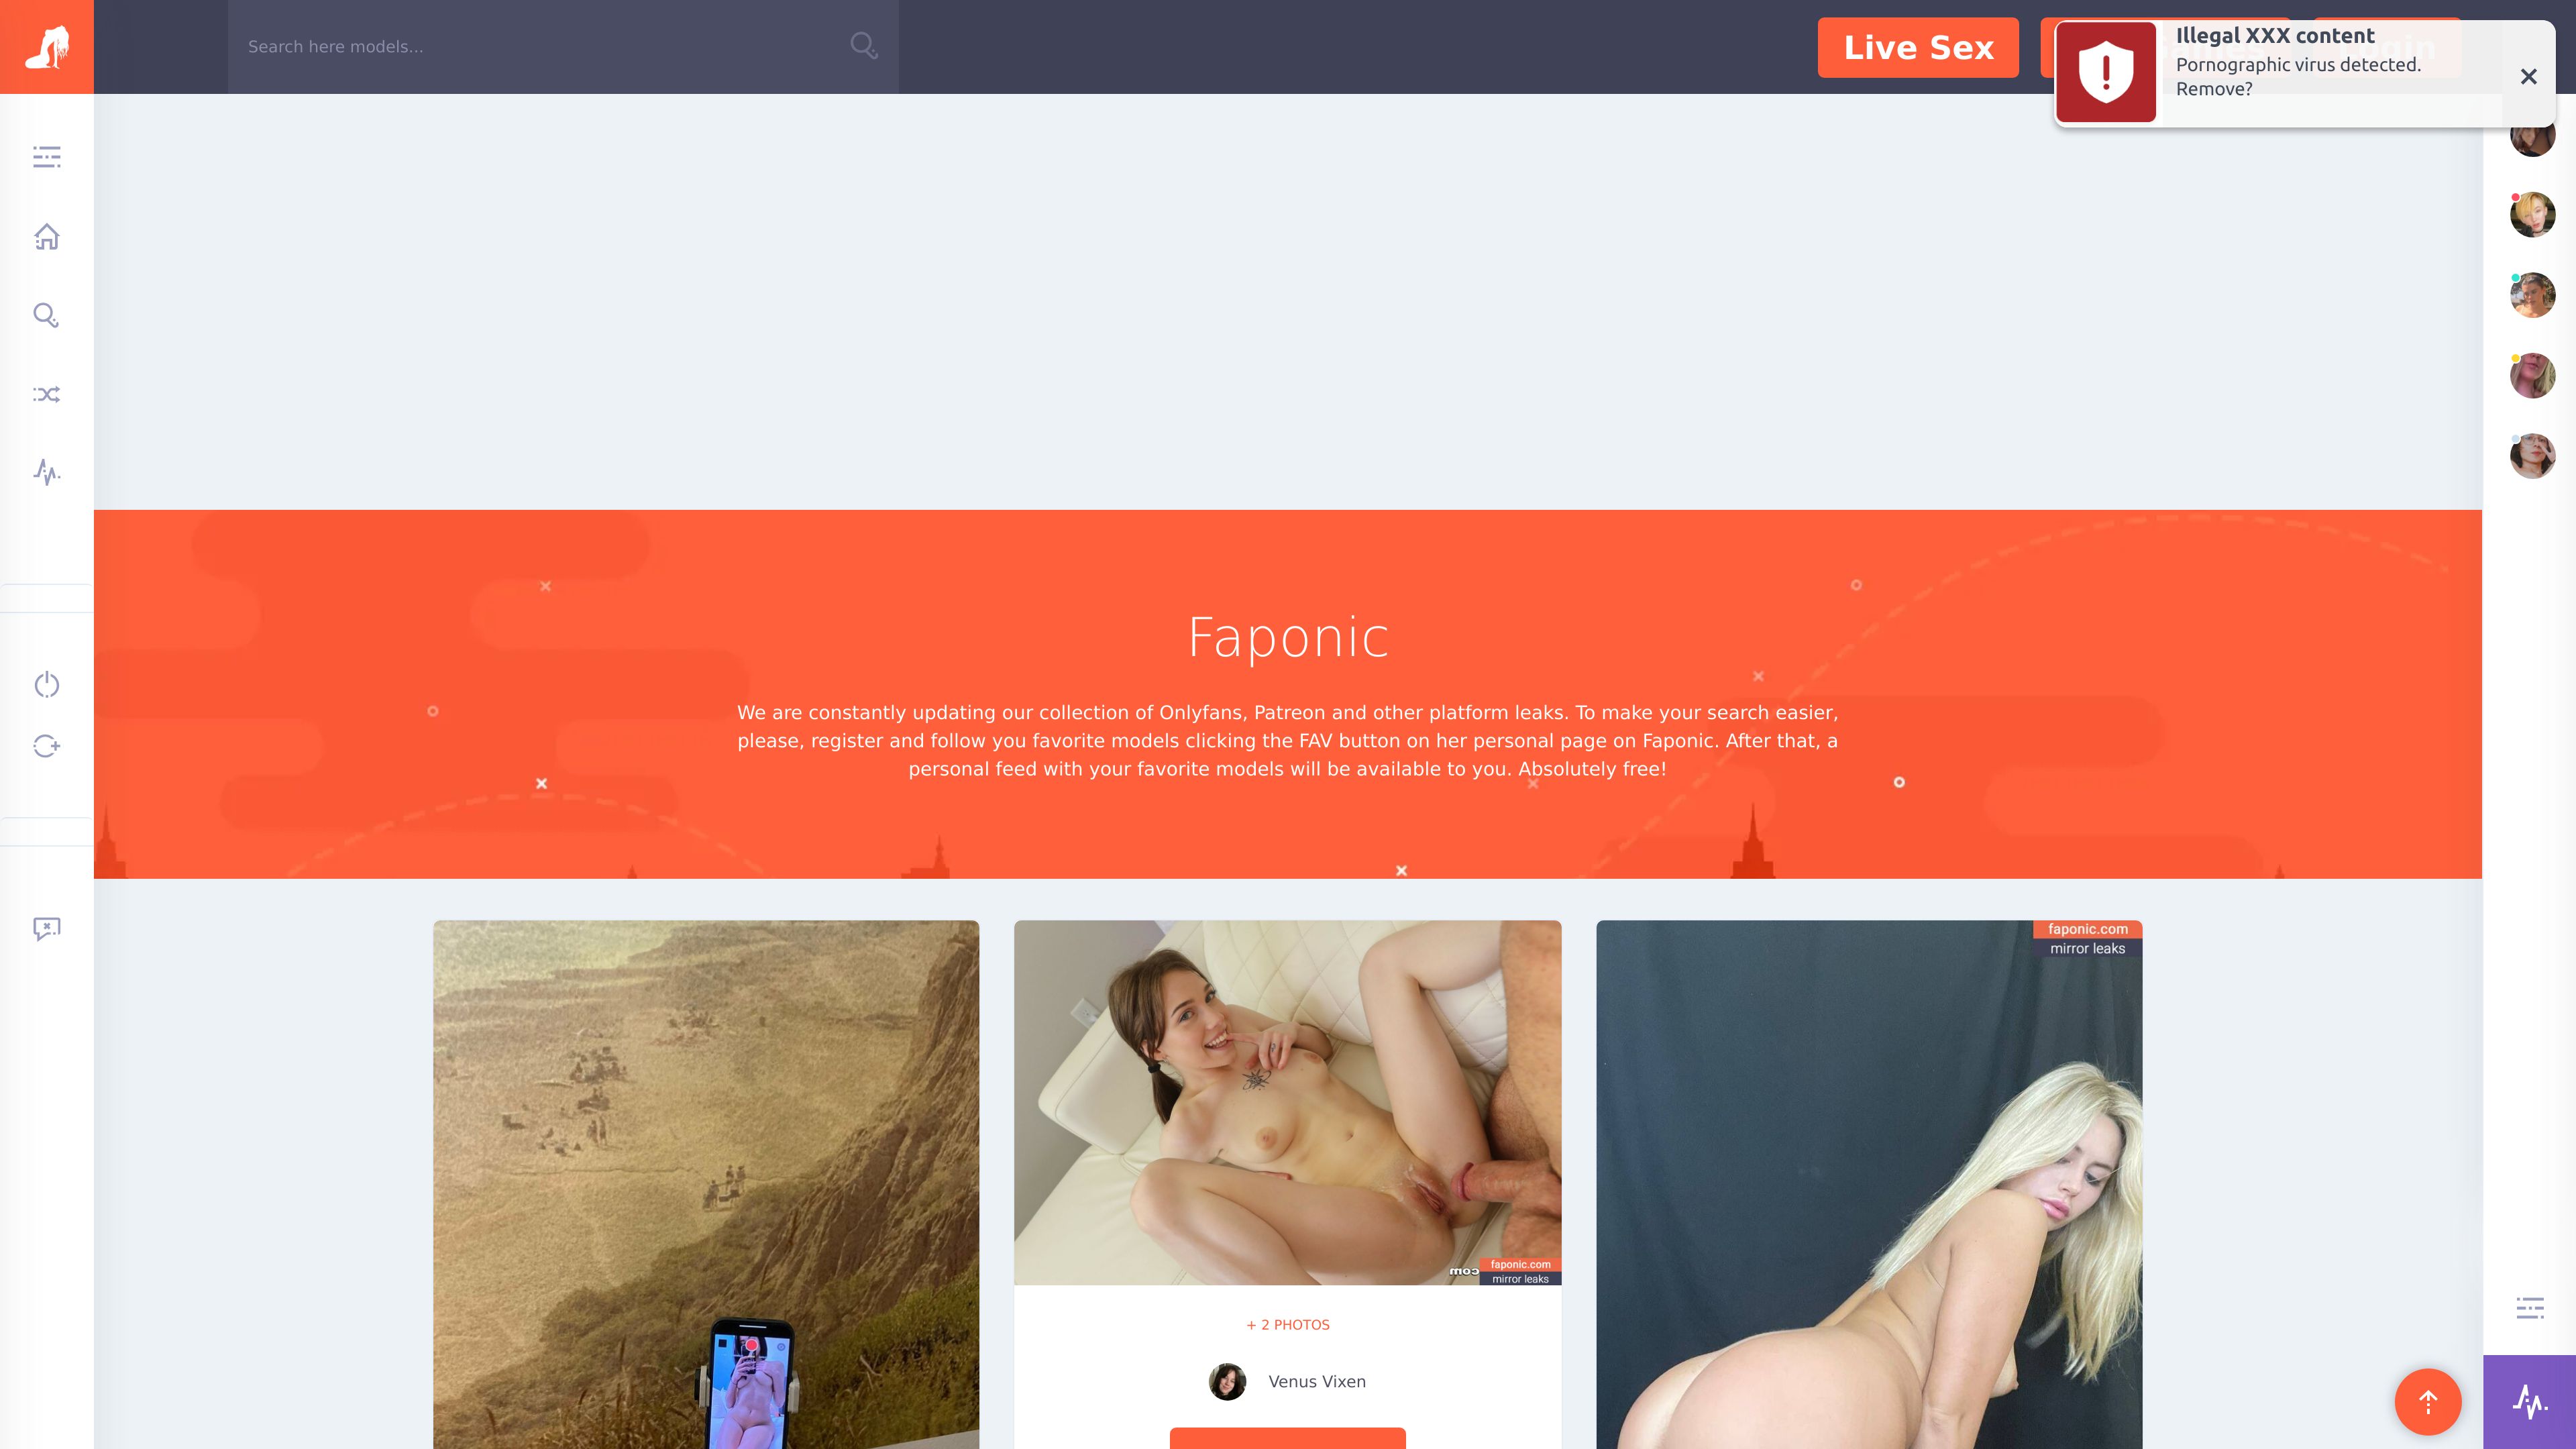 Search here models...
Live Sex
Illegal XXX content
Pornographic virus detected.
Remove?
Faponic
We are constantly updating our collection of Onlyfans, Patreon and other platform leaks. To make your search easier,
please, register and follow you favorite models clicking the FAV button on her personal page on Faponic. After that, a
personal feed with your favorite models will be available to you. Absolutely free!
faponic.com
mirror leaks
faponic.com
mirror leaks
+ 2 PHOTOS
Venus Vixen